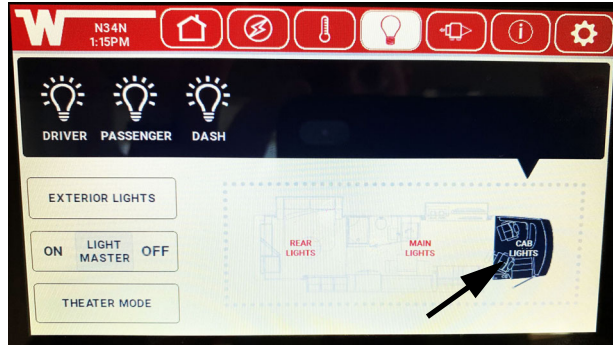 W
N34N
1:15PM
i
DRIVER PASSENGER DASH
EXTERIOR LIGHTS
ON LIGHT MASTER OFF
THEATER MODE
REAR LIGHTS
MAIN LIGHTS
CAB LIGHTS